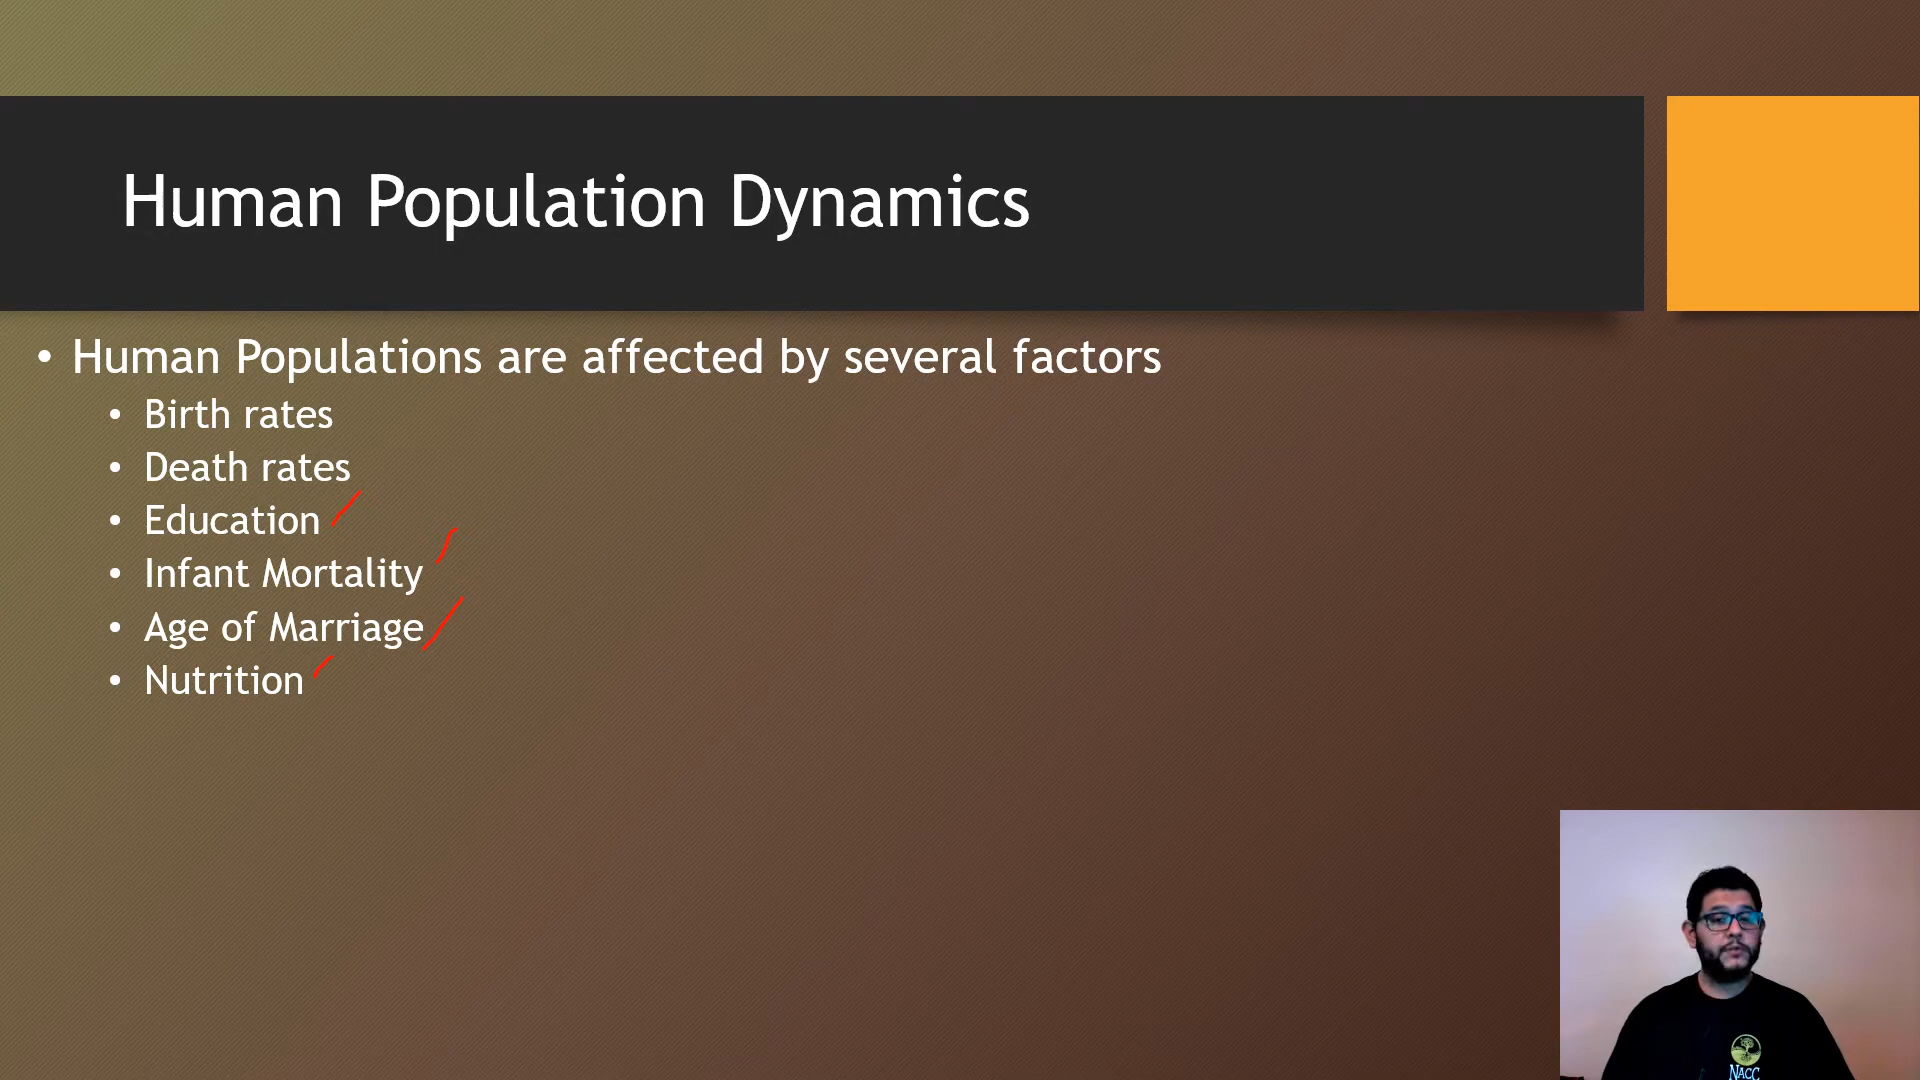 Human Population Dynamics
• Human Populations are affected by several factors
• Birth rates
• Death rates
• Education
• Infant Mortality
• Age of Marriage
• Nutrition
NACC